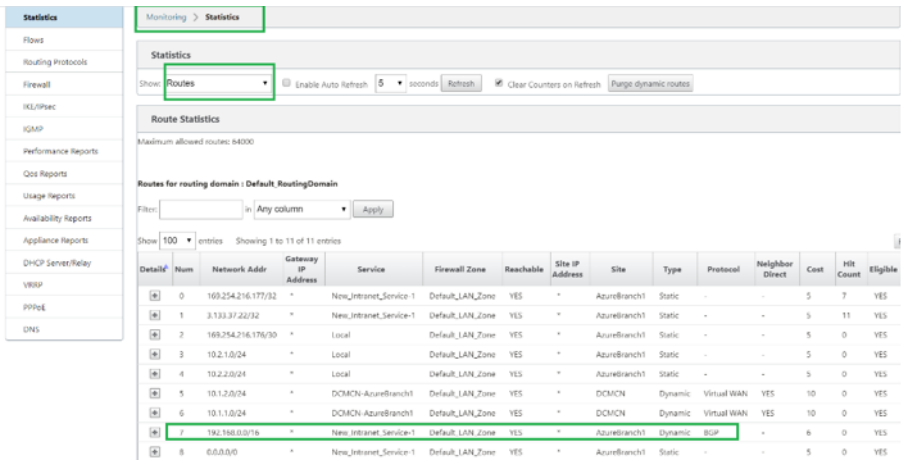 Statistics
Flows
Routing Protocols
Firewall
IKE/IPsec
IGMP
Performance Reports
Qos Reports
Usage Reports
Availability Reports
Appliance Reports
DHCP Server/Relay
VRRP
PPPoE
DNS
Monitoring > Statistics
Statistics
Show: Routes Enable Auto Refresh 5 seconds Refresh Clear Counters on Refresh Purge dynamic routes
Route Statistics
Maximum allowed routes: 64000
Routes for routing domain : Default_RoutingDomain
Filter: in Any column Apply
Show 100 entries Showing 1 to 11 of 11 entries
Details Num Network Addr Gateway IP Address Service Firewall Zone Reachable Site IP Address Site Type Protocol Neighbor Direct Cost Hit Count Eligible
+ 0 169.254.216.177/32 * New_Intranet_Service-1 Default_LAN_Zone YES * AzureBranch1 Static - - 5 7 YES
+ 1 3.133.37.22/32 * New_Intranet_Service-1 Default_LAN_Zone YES * AzureBranch1 Static - - 5 11 YES
+ 2 169.254.216.176/30 * Local Default_LAN_Zone YES * AzureBranch1 Static - - 5 0 YES
+ 3 10.2.1.0/24 * Local Default_LAN_Zone YES * AzureBranch1 Static - - 5 0 YES
+ 4 10.2.2.0/24 * Local Default_LAN_Zone YES * AzureBranch1 Static - - 5 0 YES
+ 5 10.1.2.0/24 * DCMCN-AzureBranch1 Default_LAN_Zone YES * DCMCN Dynamic Virtual WAN YES 10 0 YES
+ 6 10.1.1.0/24 * DCMCN-AzureBranch1 Default_LAN_Zone YES * DCMCN Dynamic Virtual WAN YES 10 0 YES
+ 7 192.168.0.0/16 * New_Intranet_Service-1 Default_LAN_Zone YES * AzureBranch1 Dynamic BGP - 6 0 YES
+ 8 0.0.0.0/0 * New_Intranet_Service-1 Default_LAN_Zone YES * AzureBranch1 Static - - 5 0 YES